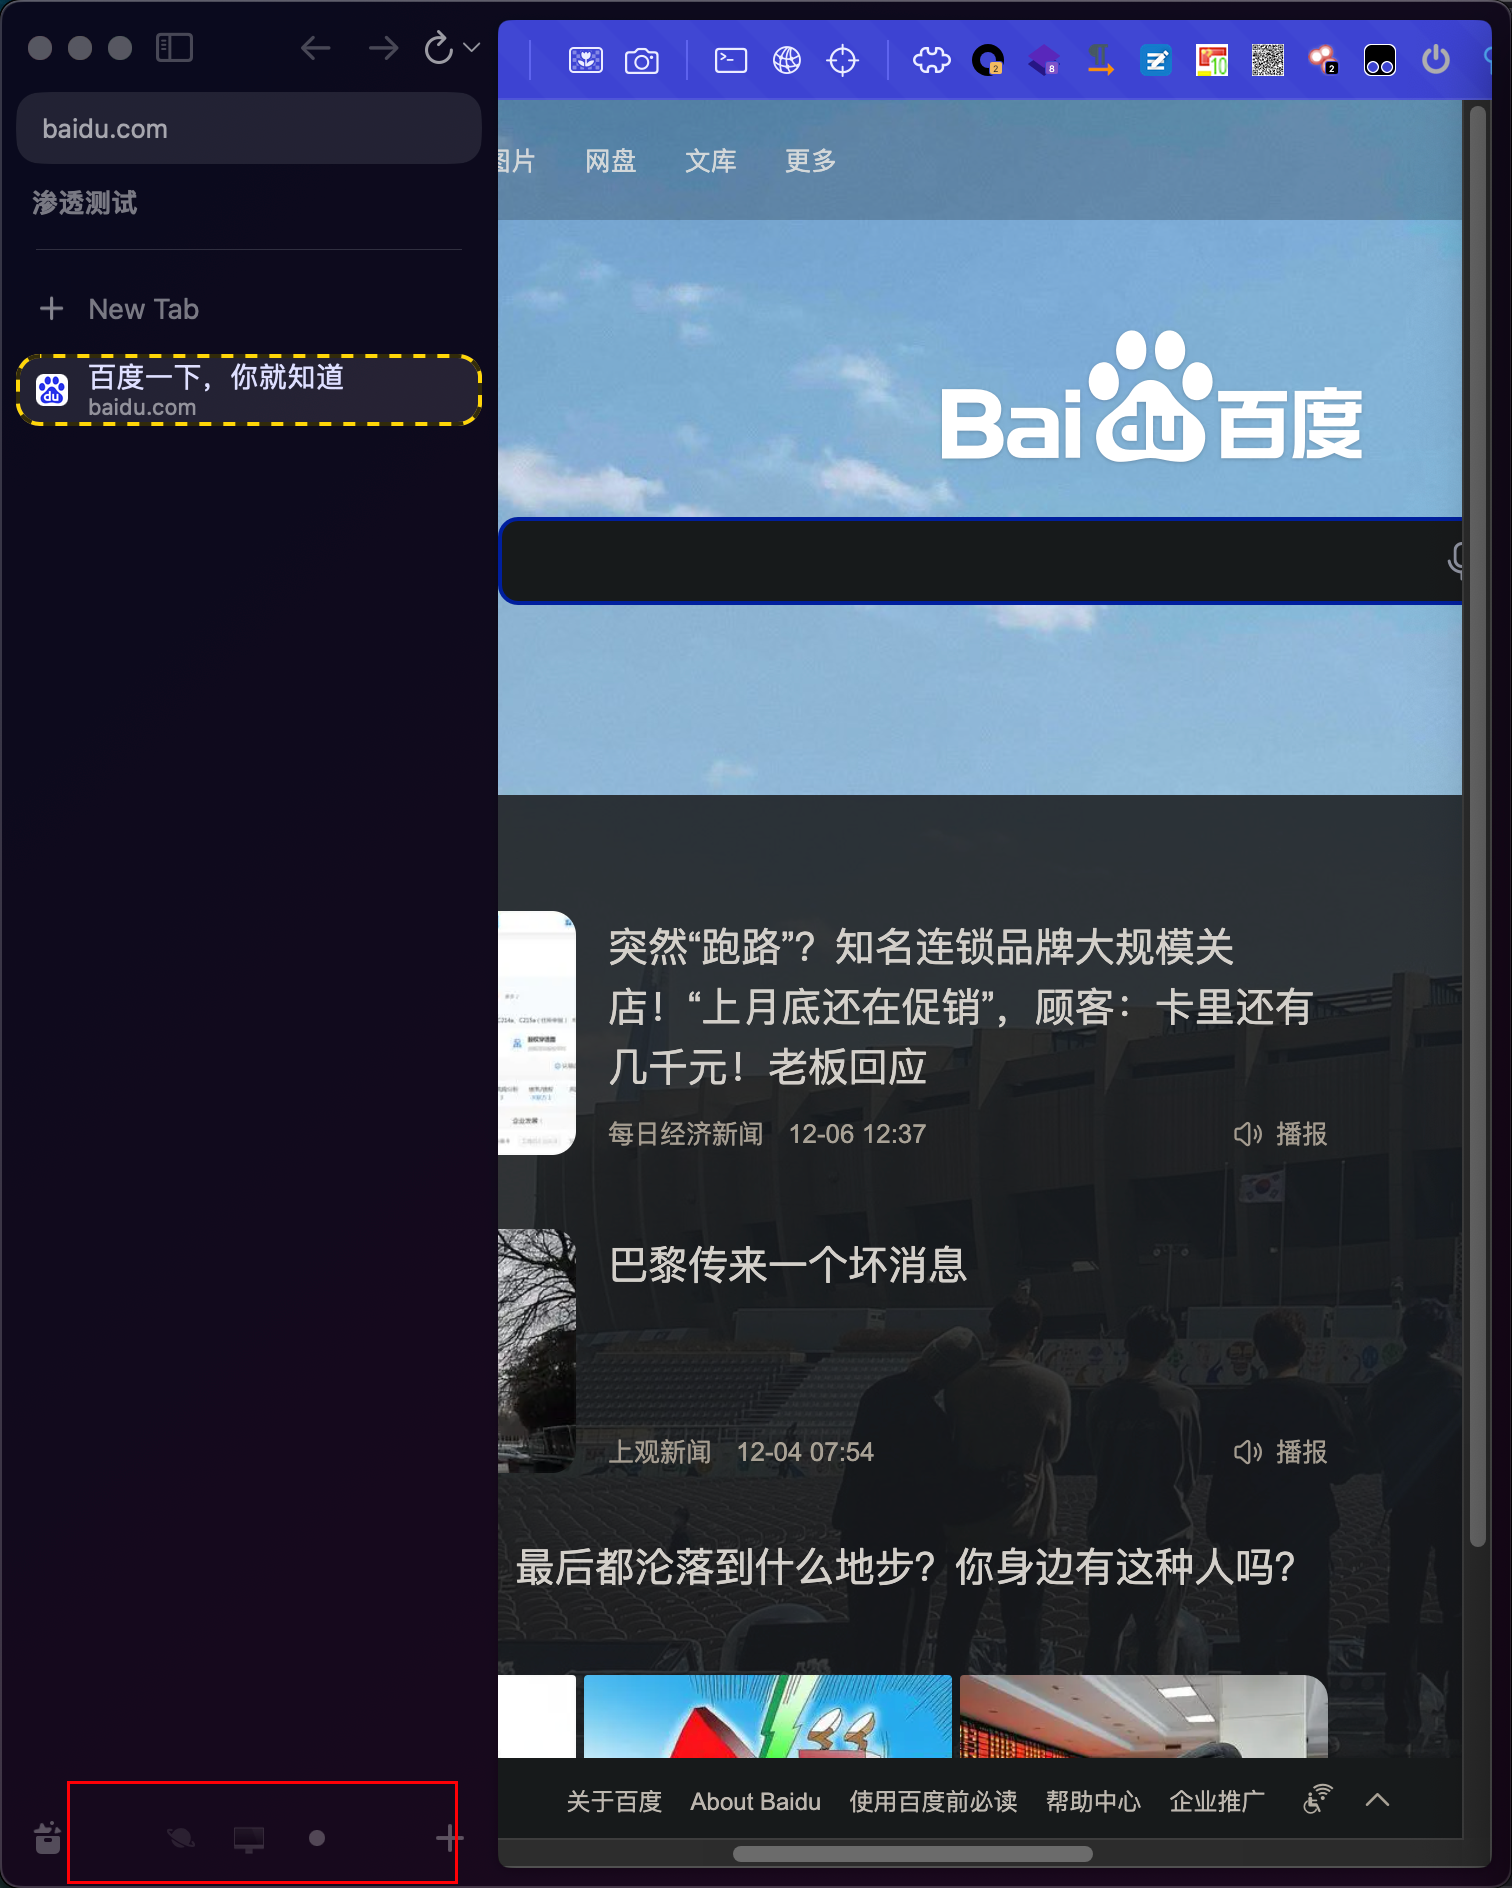 baidu.com
渗透测试
New Tab
百度一下，你就知道
baidu.com
2
8
10
2
图片 网盘 文库 更多
Bai du 百度
突然“跑路”？知名连锁品牌大规模关
店！“上月底还在促销”，顾客：卡里还有
几千元！老板回应
每日经济新闻 12-06 12:37 播报
巴黎传来一个坏消息
上观新闻 12-04 07:54 播报
最后都沦落到什么地步？你身边有这种人吗？
关于百度 About Baidu 使用百度前必读 帮助中心 企业推广